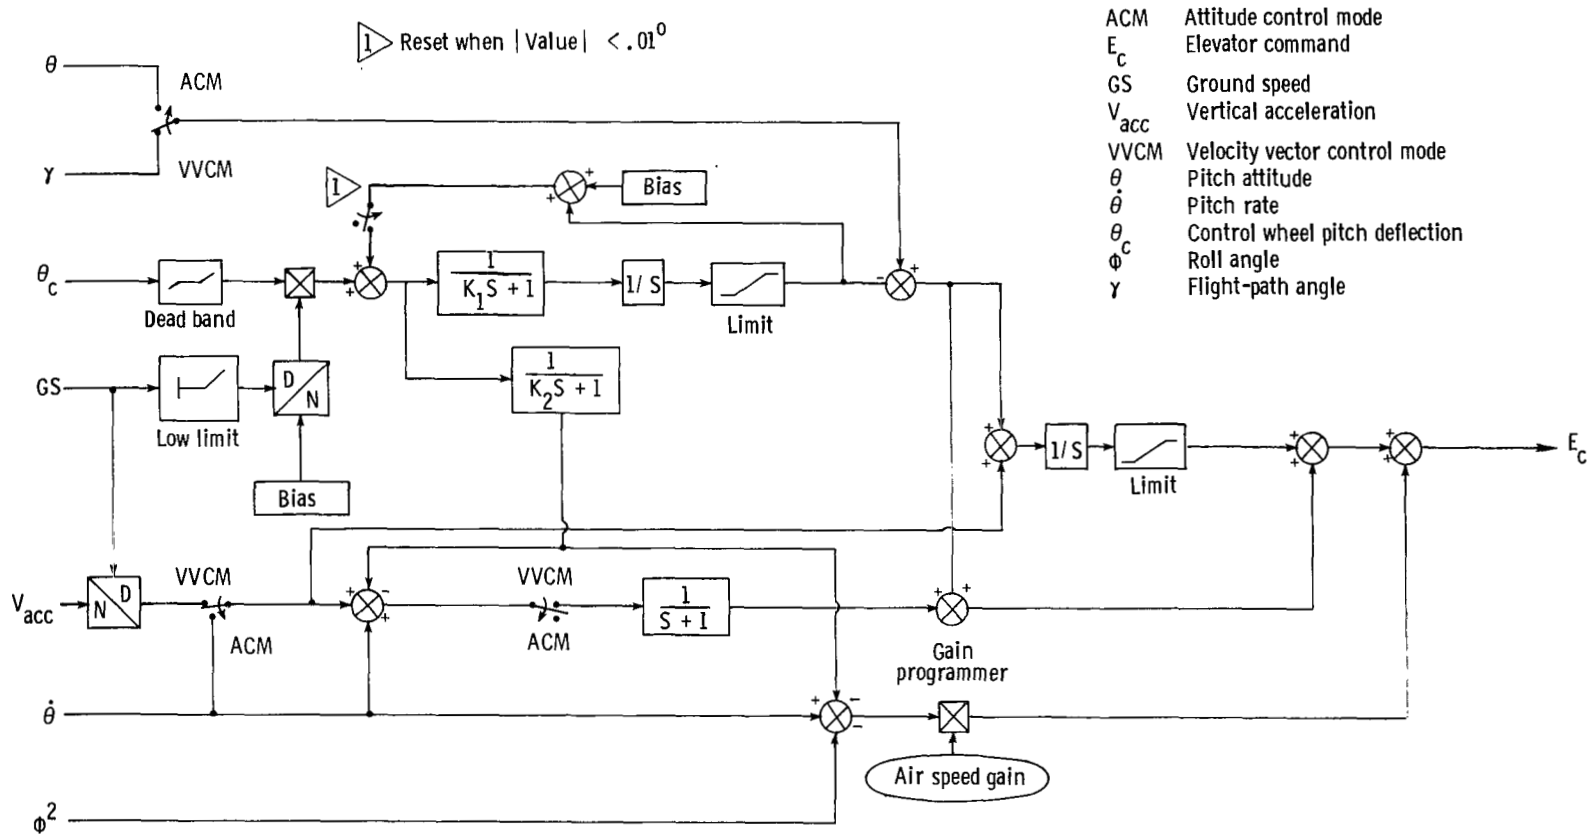 1 Reset when | Value | < .01⁰
ACM Attitude control mode
E_c Elevator command
GS Ground speed
V_acc Vertical acceleration
VVCM Velocity vector control mode
θ Pitch attitude
θ̇ Pitch rate
θ_c Control wheel pitch deflection
Φ Roll angle
γ Flight-path angle
θ
ACM
γ
VVCM
1
+
+
Bias
θ_c
Dead band
+
+
1
K_1S + 1
1/S
Limit
-
+
GS
Low limit
D
N
Bias
1
K_2S + 1
+
+
1/S
Limit
+
+
+
+
E_c
V_acc
N
D
VVCM
ACM
+
-
+
VVCM
ACM
1
S + 1
+
+
Gain
programmer
θ̇
+
-
-
Air speed gain
Φ²